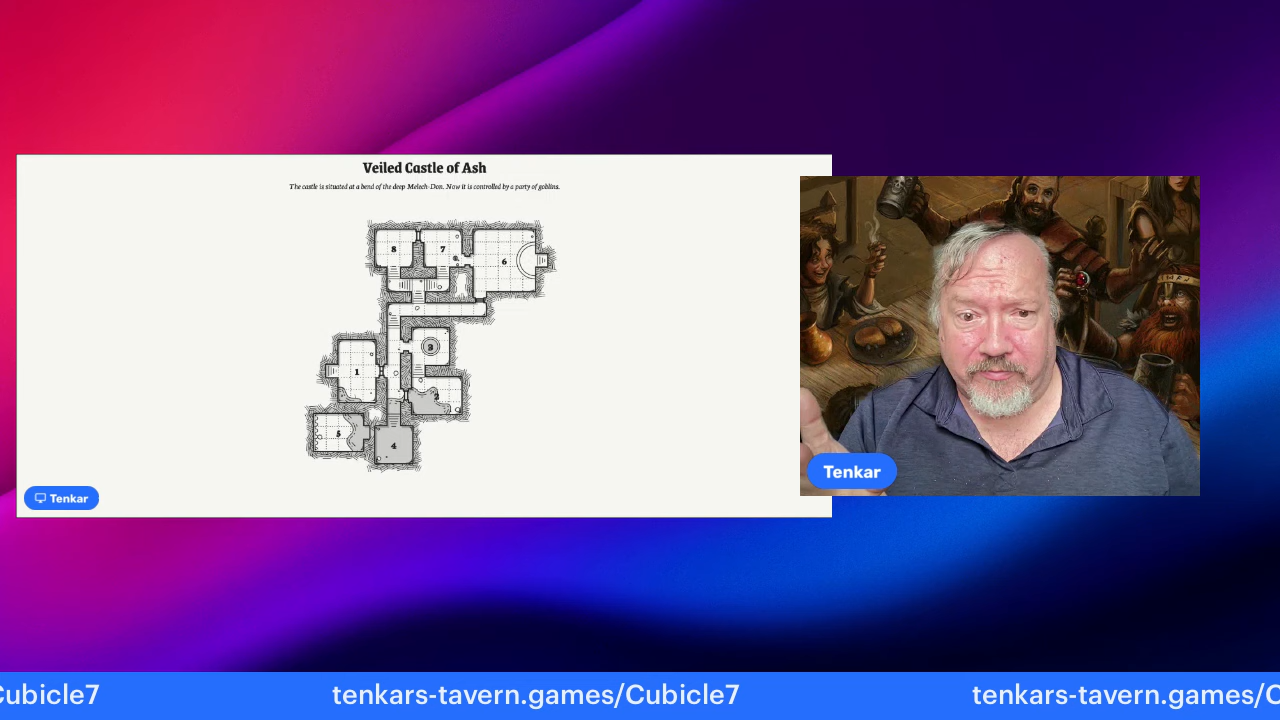 Veiled Castle of Ash
The castle is situated at a bend of the deep Melech-Don. Now it is controlled by a party of goblins.
8
7
6
3
1
2
5
4
Tenkar
Tenkar
Cubicle7
tenkars-tavern.games/Cubicle7
tenkars-tavern.games/C